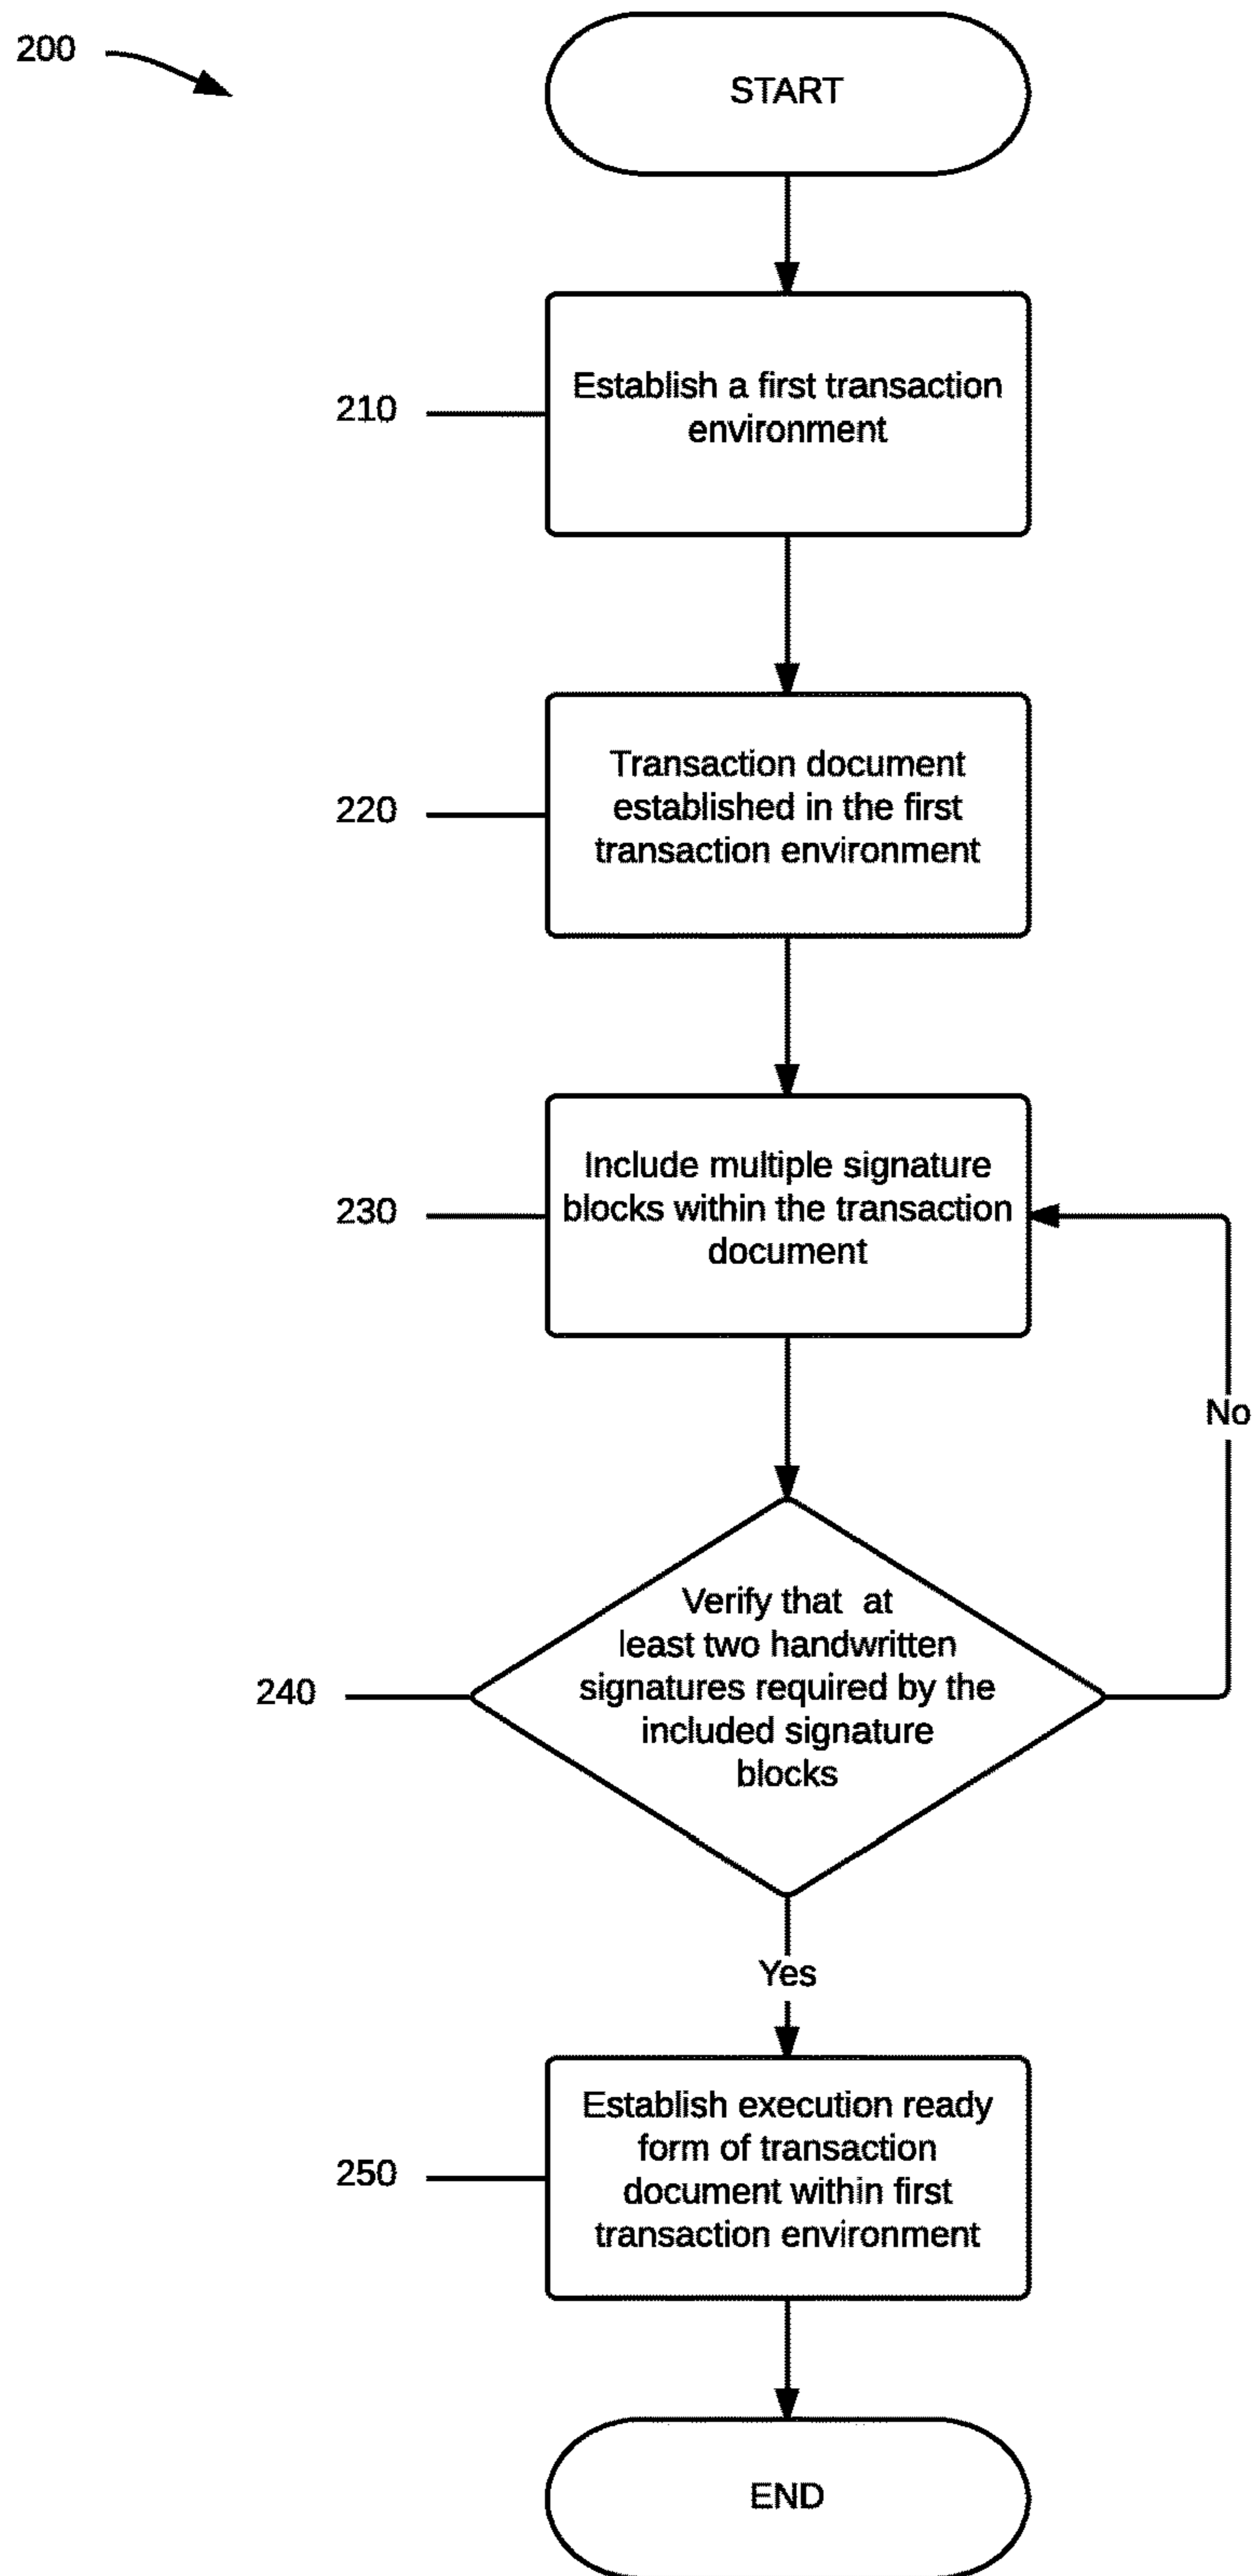 200
START
210
Establish a first transaction
environment
220
Transaction document
established in the first
transaction environment
230
Include multiple signature
blocks within the transaction
document
No
240
Verify that at
least two handwritten
signatures required by the
included signature
blocks
Yes
250
Establish execution ready
form of transaction
document within first
transaction environment
END